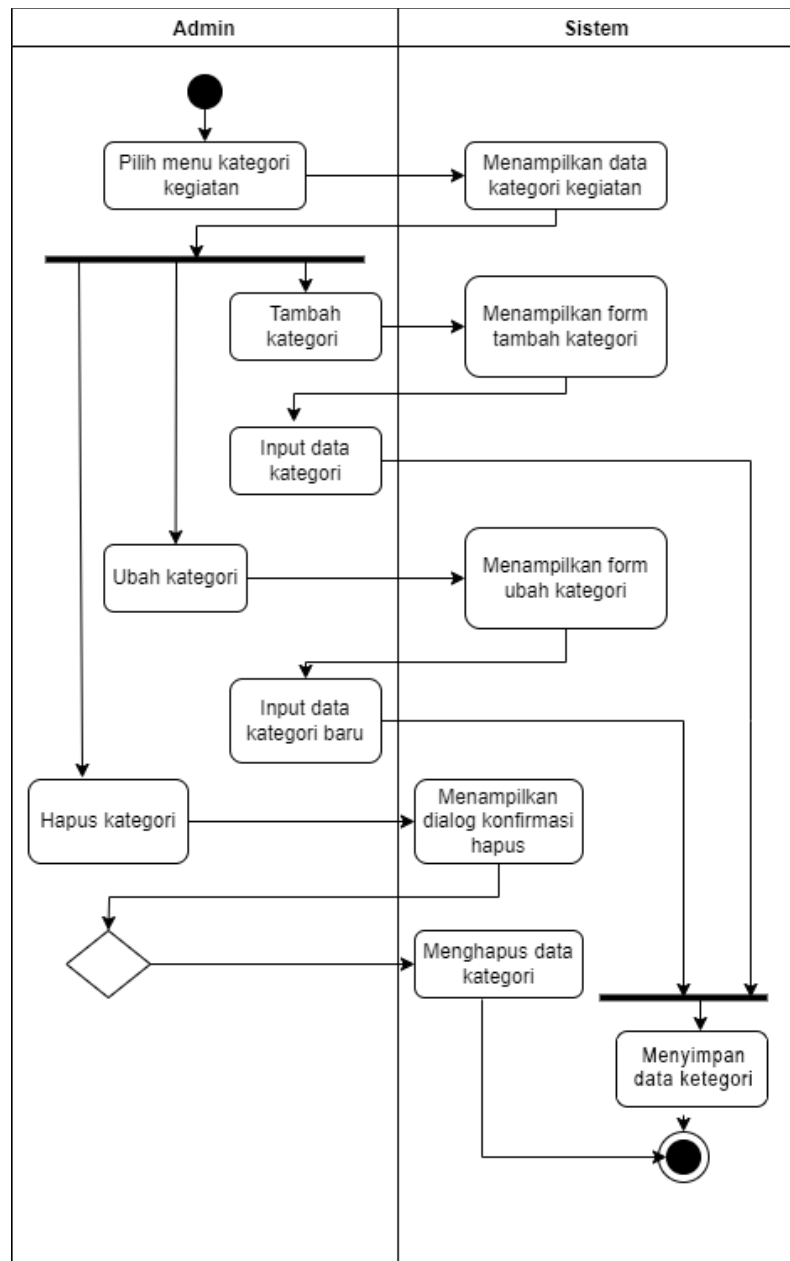 Admin
Sistem
Pilih menu kategori
kegiatan
Menampilkan data
kategori kegiatan
Tambah
kategori
Menampilkan form
tambah kategori
Input data
kategori
Ubah kategori
Menampilkan form
ubah kategori
Input data
kategori baru
Hapus kategori
Menampilkan
dialog konfirmasi
hapus
Menghapus data
kategori
Menyimpan
data ketegori